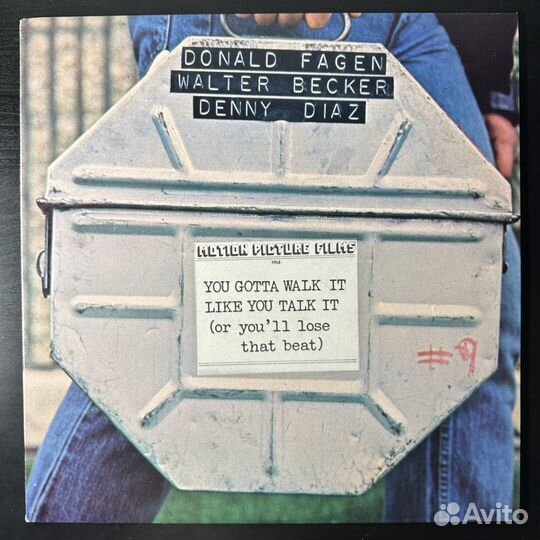 DONALD FAGEN
WALTER BECKER
DENNY DIAZ
MOTION PICTURE FILMS
TITLE
YOU GOTTA WALK IT
LIKE YOU TALK IT
(or you'll lose
that beat)
#9
Avito